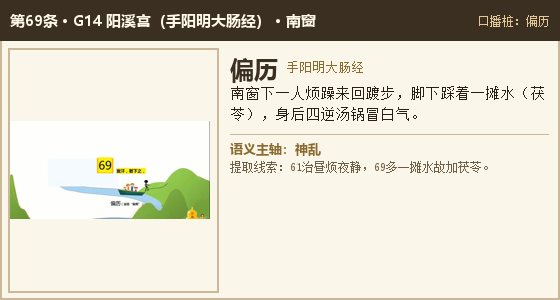 第69条・G14 阳溪宫（手阳明大肠经）・南窗
口播桩：偏历
偏历 手阳明大肠经
南窗下一人烦躁来回踱步，脚下踩着一摊水（茯
苓），身后四逆汤锅冒白气。
语义主轴：神乱
提取线索：61治昼烦夜静，69多一摊水故加茯苓。
69
偏历